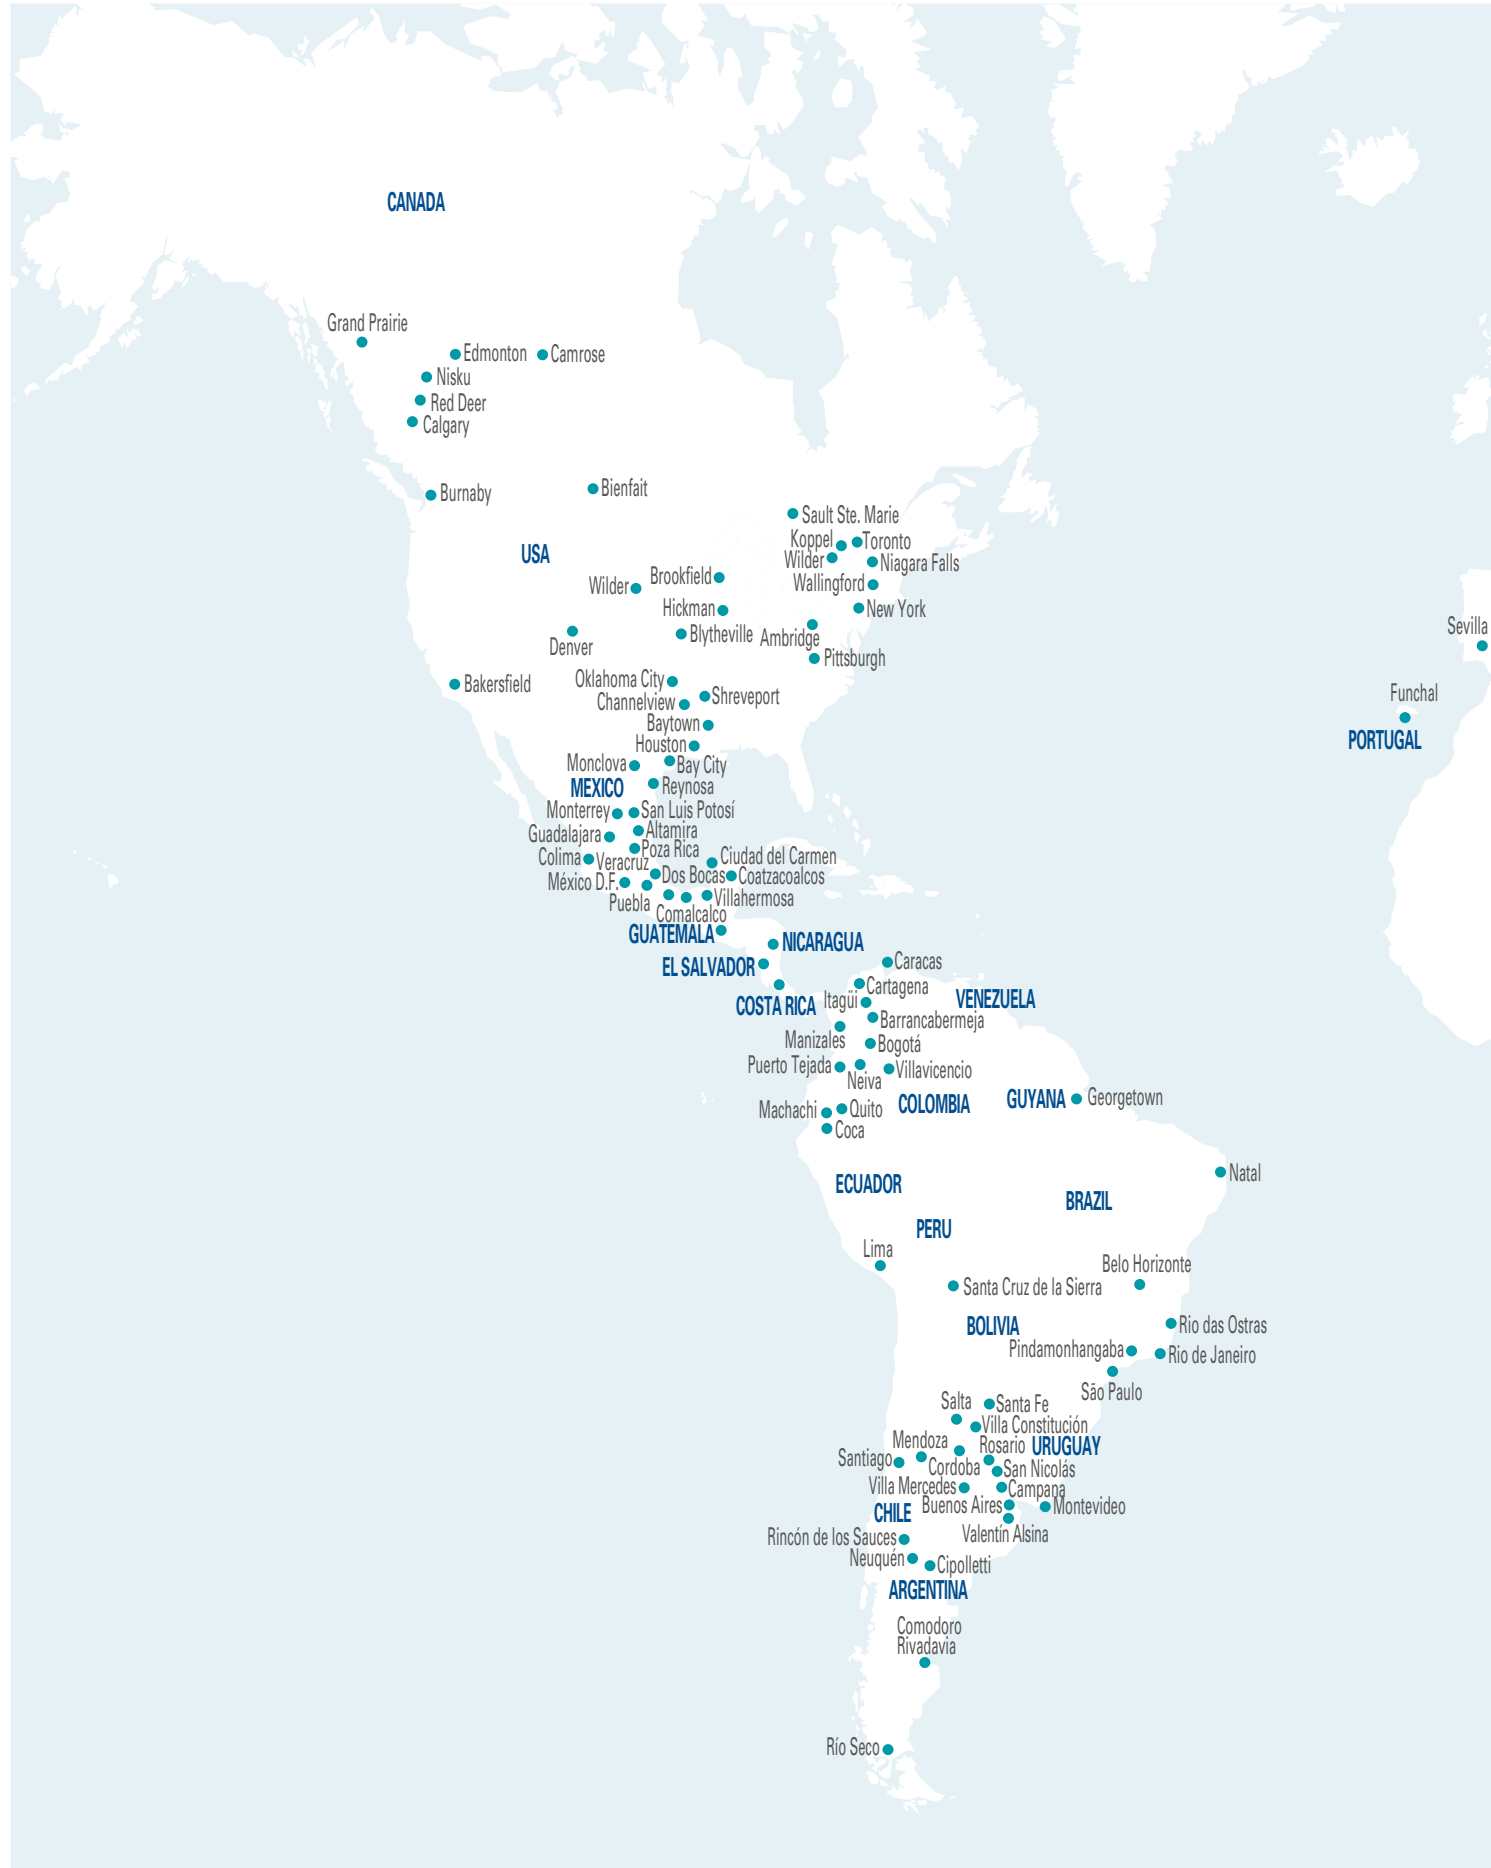 CANADA
Grand Prairie
Edmonton
Camrose
Nisku
Red Deer
Calgary
Burnaby
Bienfait
Sault Ste. Marie
Koppel
Toronto
USA
Wilder
Niagara Falls
Brookfield
Wilder
Wallingford
Hickman
New York
Blytheville
Ambridge
Denver
Pittsburgh
Sevilla
Oklahoma City
Bakersfield
Shreveport
Channelview
Funchal
Baytown
PORTUGAL
Houston
Monclova
Bay City
MEXICO
Reynosa
Monterrey
San Luis Potosí
Guadalajara
Altamira
Poza Rica
Colima
Veracruz
Ciudad del Carmen
México D.F.
Dos Bocas
Coatzacoalcos
Puebla
Villahermosa
Comalcalco
GUATEMALA
NICARAGUA
EL SALVADOR
Caracas
Cartagena
COSTA RICA
Itagüí
VENEZUELA
Barrancabermeja
Manizales
Bogotá
Puerto Tejada
Neiva
Villavicencio
Machachi
Quito
COLOMBIA
GUYANA
Georgetown
Coca
Natal
ECUADOR
BRAZIL
PERU
Lima
Belo Horizonte
Santa Cruz de la Sierra
BOLIVIA
Rio das Ostras
Pindamonhangaba
Rio de Janeiro
São Paulo
Salta
Santa Fe
Villa Constitución
Mendoza
Rosario
URUGUAY
Santiago
Cordoba
San Nicolás
Villa Mercedes
Campana
Buenos Aires
Montevideo
CHILE
Valentín Alsina
Rincón de los Sauces
Neuquén
Cipolletti
ARGENTINA
Comodoro
Rivadavia
Río Seco